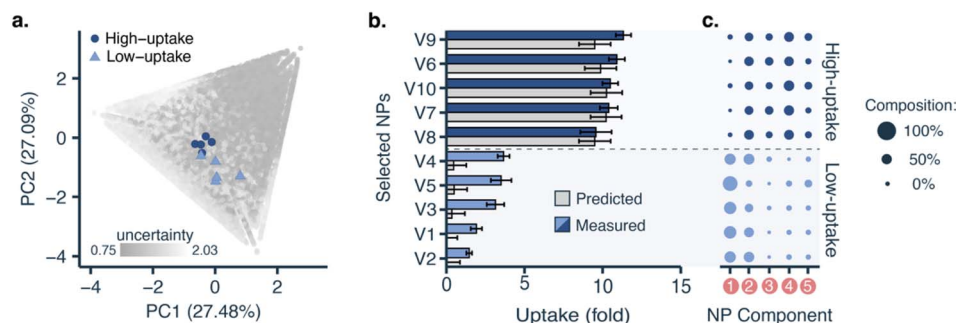 a.
High−uptake
Low−uptake
2
0
−2
−4
PC2 (27.09%)
uncertainty
0.75 2.03
−4 −2 0 2 4
PC1 (27.48%)
b.
Selected NPs
V9
V6
V10
V7
V8
V4
V5
V3
V1
V2
Predicted
Measured
0 5 10 15
Uptake (fold)
c.
High-uptake
Low-uptake
1 2 3 4 5
NP Component
Composition:
100%
50%
0%